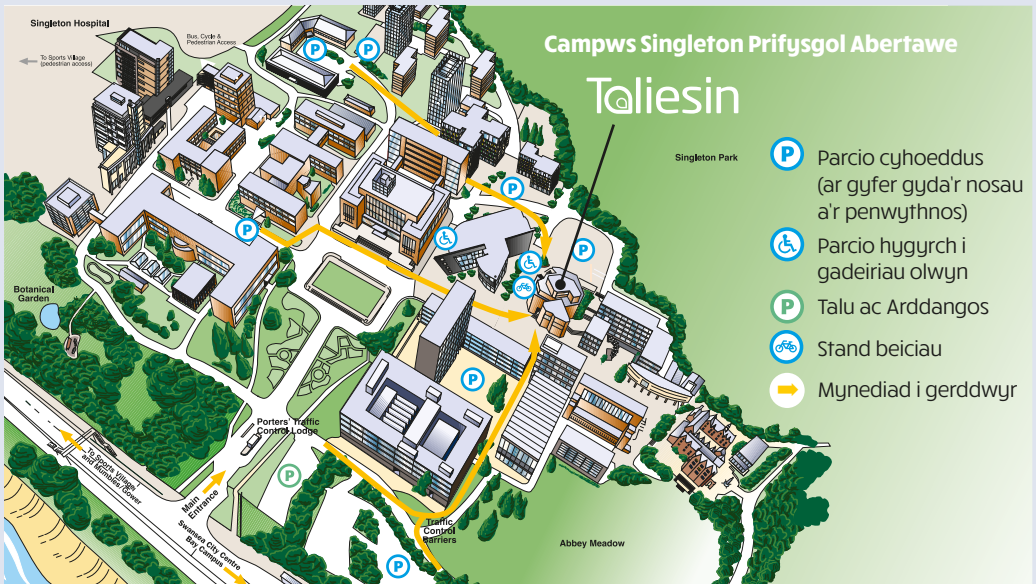 Singleton Hospital
To Sports Village
(pedestrian access)
Bus, Cycle &
Pedestrian Access
P
P
Campws Singleton Prifysgol Abertawe
Taliesin
Singleton Park
P
Parcio cyhoeddus
(ar gyfer gyda'r nosau
a'r penwythnos)
Parcio hygyrch i
gadeiriau olwyn
P
Talu ac Arddangos
Stand beiciau
Mynediad i gerddwyr
P
P
P
Botanical
Garden
P
Porters' Traffic
Control Lodge
P
To Sports Village
and Mumbles/Gower
Main
Entrance
Swansea City Centre
Bay Campus
Traffic
Control
Barriers
Abbey Meadow
P